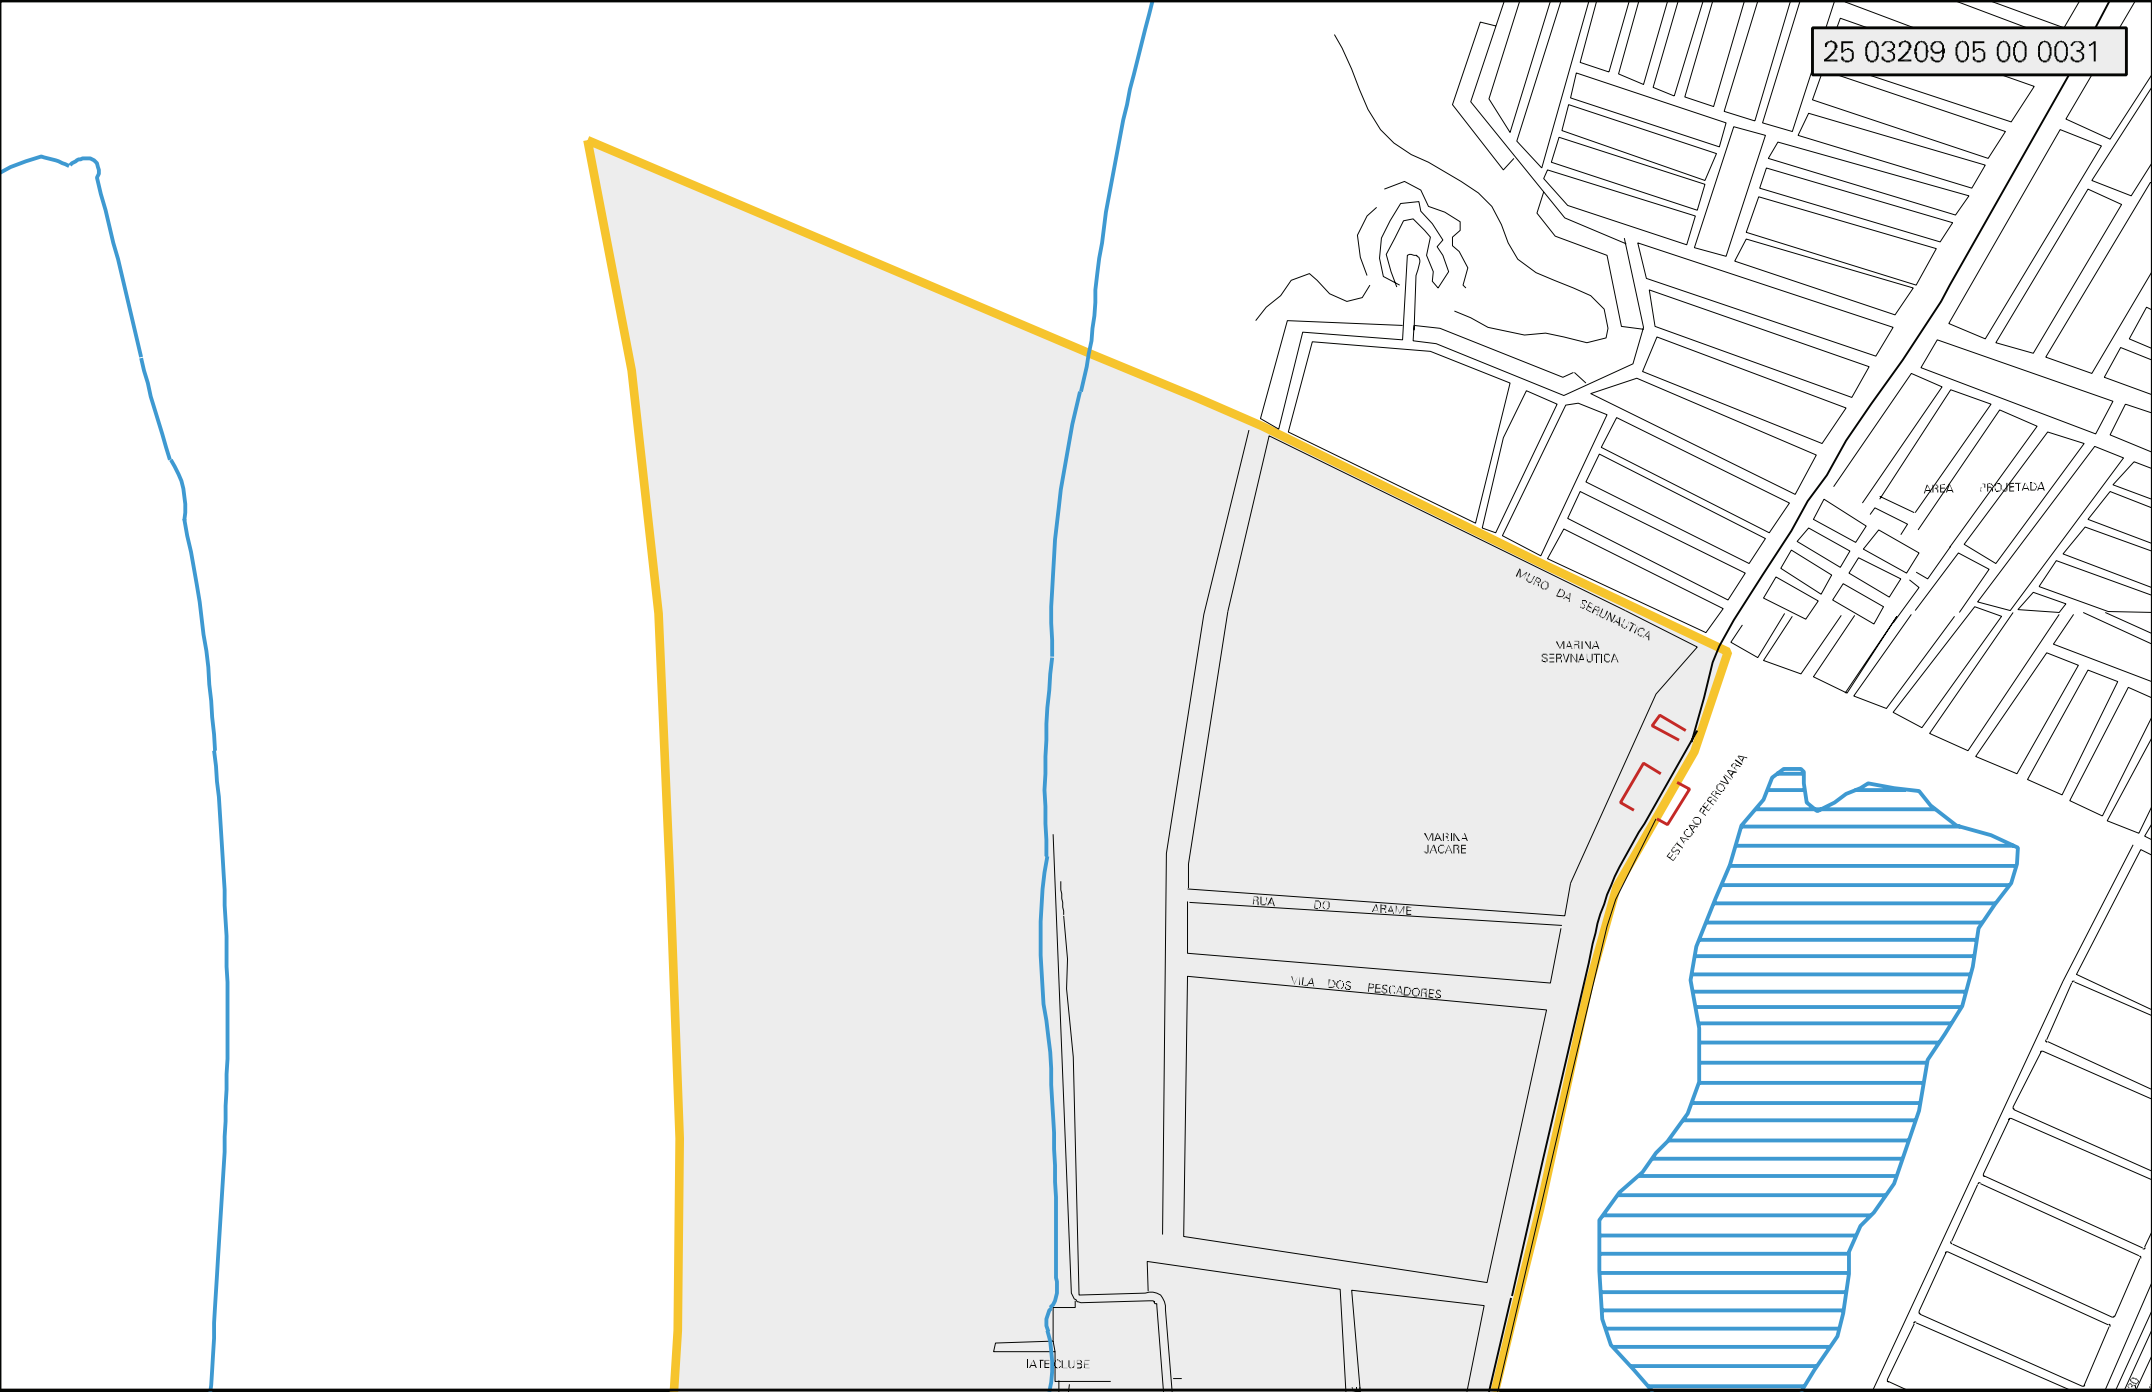 25 03209 05 00 0031
AREA PROJETADA
MURO DA SERUNAUTICA
MARINA
SERVNAUTICA
ESTACAO FERROVIARIA
MARINA
JACARE
RUA DO ARAME
VILA DOS PESCADORES
IATE CLUBE